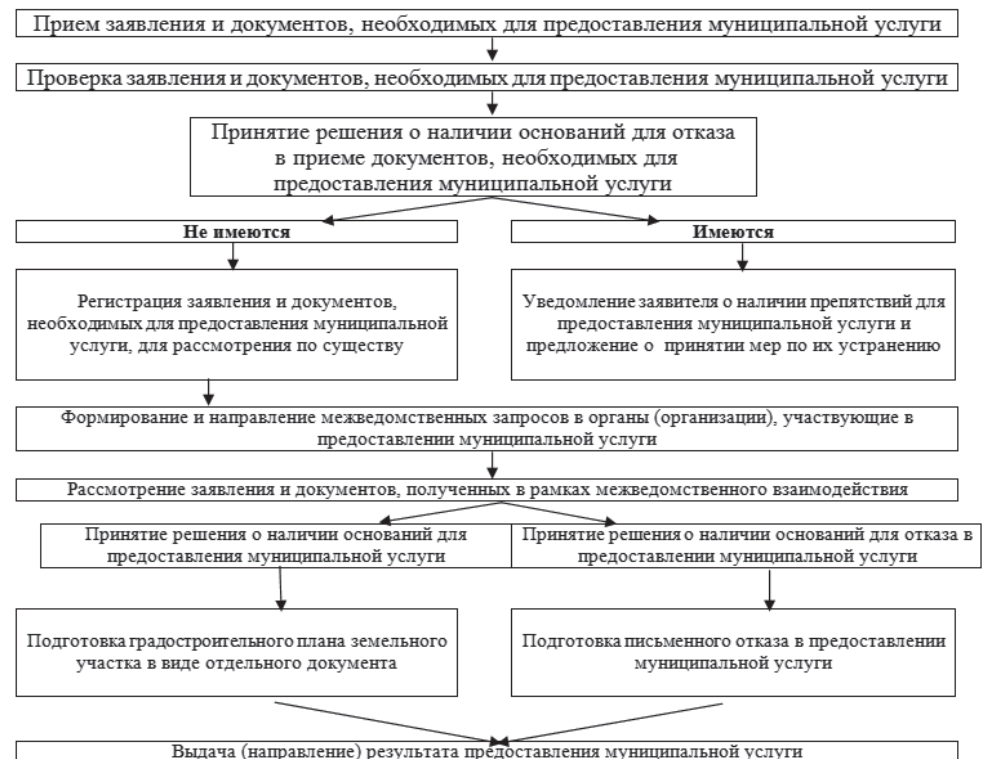 Прием заявления и документов, необходимых для предоставления муниципальной услуги
Проверка заявления и документов, необходимых для предоставления муниципальной услуги
Принятие решения о наличии оснований для отказа
в приеме документов, необходимых для
предоставления муниципальной услуги
Не имеются
Имеются
Регистрация заявления и документов,
необходимых для предоставления муниципальной
услуги, для рассмотрения по существу
Уведомление заявителя о наличии препятствий для
предоставления муниципальной услуги и
предложение о принятии мер по их устранению
Формирование и направление межведомственных запросов в органы (организации), участвующие в
предоставлении муниципальной услуги
Рассмотрение заявления и документов, полученных в рамках межведомственного взаимодействия
Принятие решения о наличии оснований для
предоставления муниципальной услуги
Принятие решения о наличии оснований для отказа в
предоставлении муниципальной услуги
Подготовка градостроительного плана земельного
участка в виде отдельного документа
Подготовка письменного отказа в предоставлении
муниципальной услуги
Выдача (направление) результата предоставления муниципальной услуги